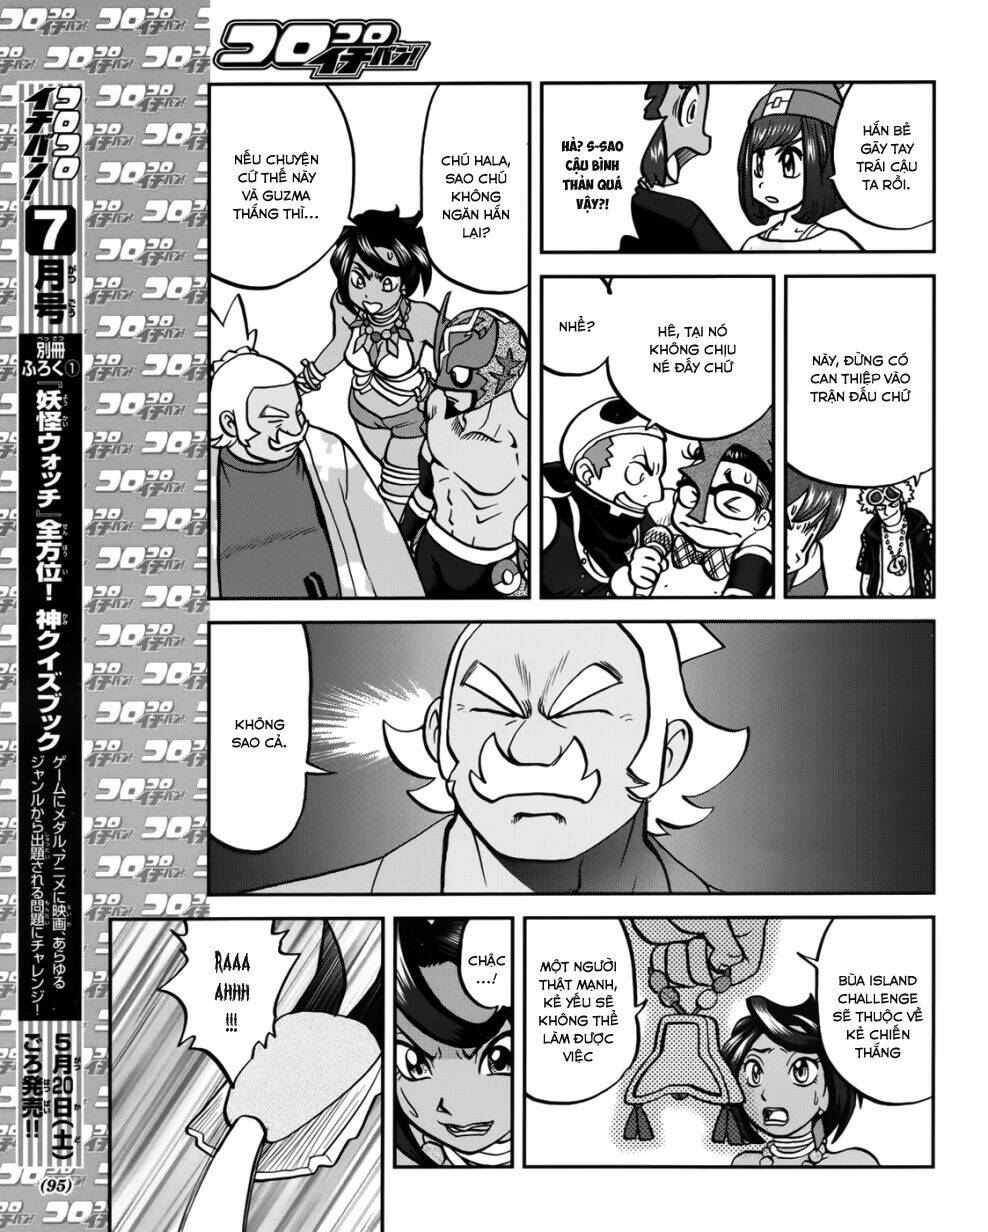 コロコロイチバン!
HẮN BẺ
GÃY TAY
TRÁI CẬU
TA RỒI.
HẢ? S-SAO
CẬU BÌNH
THẢN QUÁ
VẬY?!
CHÚ HALA,
SAO CHÚ
KHÔNG
NGĂN HẮN
LẠI?
NẾU CHUYỆN
CỨ THẾ NÀY
VÀ GUZMA
THẮNG THÌ...
NÀY, ĐỪNG CÓ
CAN THIỆP VÀO
TRẬN ĐẤU CHỨ
HÊ, TẠI NÓ
KHÔNG CHỊU
NÉ ĐẤY CHỨ
NHỂ?
KHÔNG
SAO CẢ.
BÙA ISLAND
CHALLENGE
SẼ THUỘC VỀ
KẺ CHIẾN
THẮNG
MỘT NGƯỜI
THẬT MẠNH,
KẺ YẾU SẼ
KHÔNG THỂ
LÀM ĐƯỢC
VIỆC
CHẬC
...!
RAAA
AHHH
!!!
コロコロイチバン!
7月号
別冊ふろく①
『妖怪ウォッチ』全方位! 神クイズブック
ゲームにメダル、アニメに映画、あらゆる
ジャンルから出題される問題にチャレンジ!
5月20日(土)
ごろ発売!!
(95)